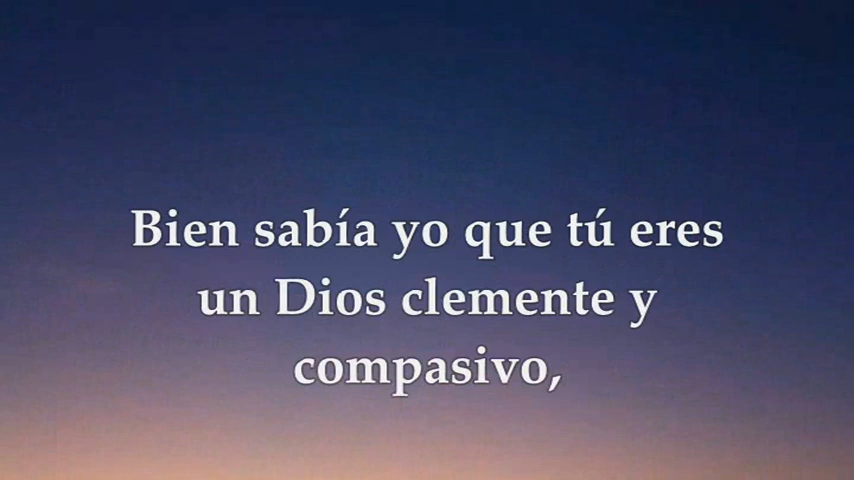 Bien sabía yo que tú eres
un Dios clemente y
compasivo,